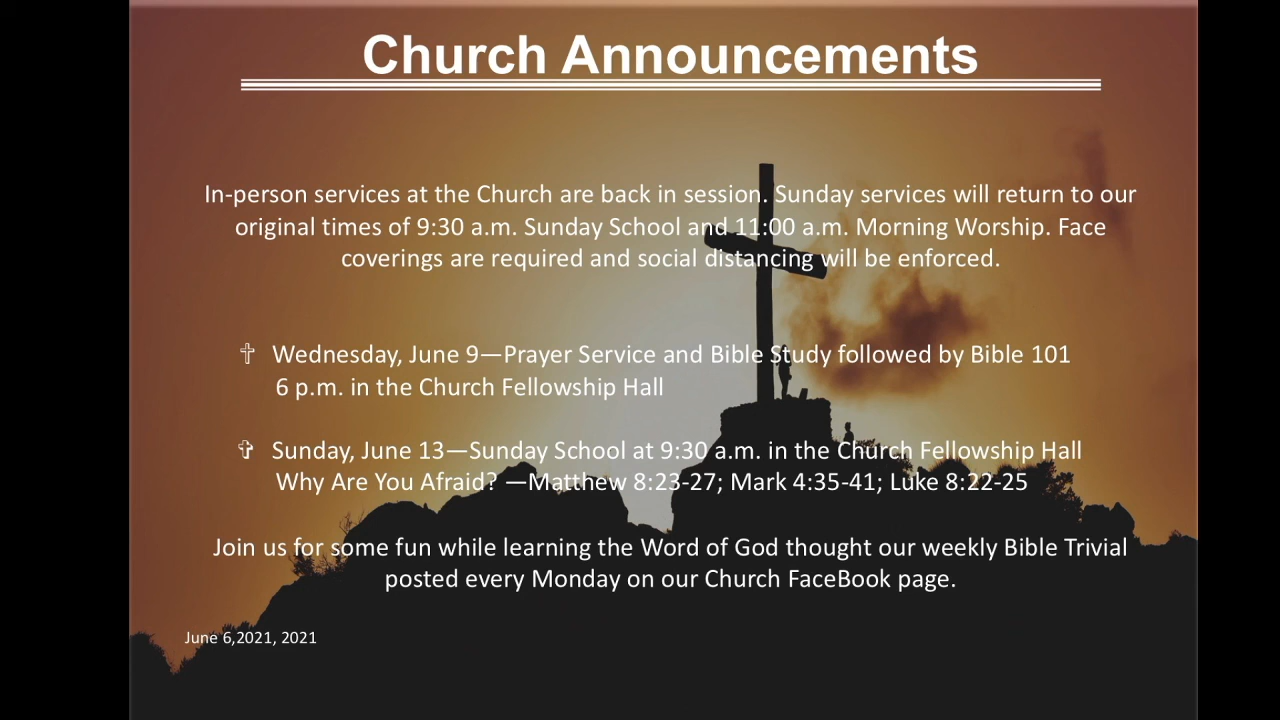 Church Announcements
In-person services at the Church are back in session. Sunday services will return to our
original times of 9:30 a.m. Sunday School and 11:00 a.m. Morning Worship. Face
coverings are required and social distancing will be enforced.
✝ Wednesday, June 9—Prayer Service and Bible Study followed by Bible 101
6 p.m. in the Church Fellowship Hall
✞ Sunday, June 13—Sunday School at 9:30 a.m. in the Church Fellowship Hall
Why Are You Afraid? —Matthew 8:23-27; Mark 4:35-41; Luke 8:22-25
Join us for some fun while learning the Word of God thought our weekly Bible Trivial
posted every Monday on our Church FaceBook page.
June 6,2021, 2021